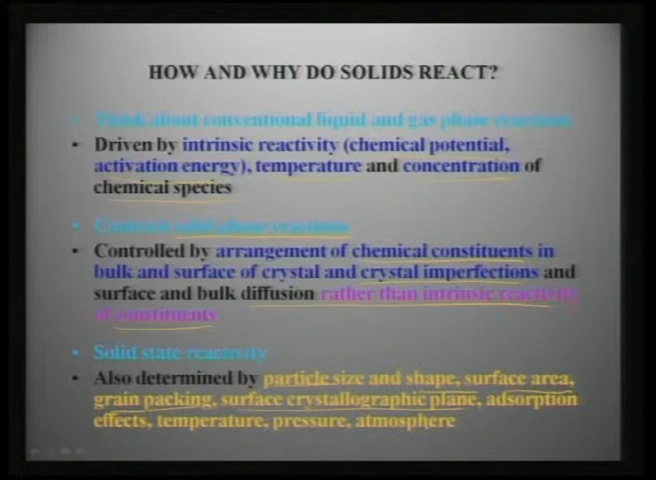 HOW AND WHY DO SOLIDS REACT?
• Think about conventional liquid and gas phase reactions
• Driven by intrinsic reactivity (chemical potential,
activation energy), temperature and concentration of
chemical species
• Contrast solid phase reactions
• Controlled by arrangement of chemical constituents in
bulk and surface of crystal and crystal imperfections and
surface and bulk diffusion rather than intrinsic reactivity
of constituents
• Solid state reactivity
• Also determined by particle size and shape, surface area,
grain packing, surface crystallographic plane, adsorption
effects, temperature, pressure, atmosphere